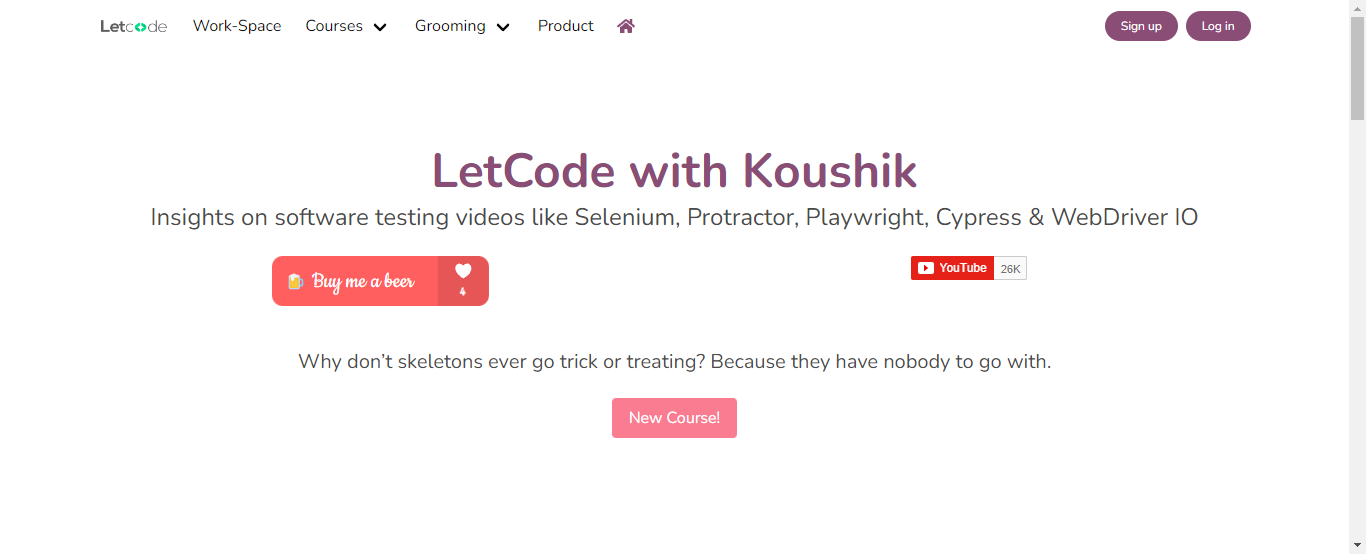 Letcode Work-Space Courses Grooming Product Sign up Log in
LetCode with Koushik
Insights on software testing videos like Selenium, Protractor, Playwright, Cypress & WebDriver IO
Buy me a beer 4 YouTube 26K
Why don’t skeletons ever go trick or treating? Because they have nobody to go with.
New Course!